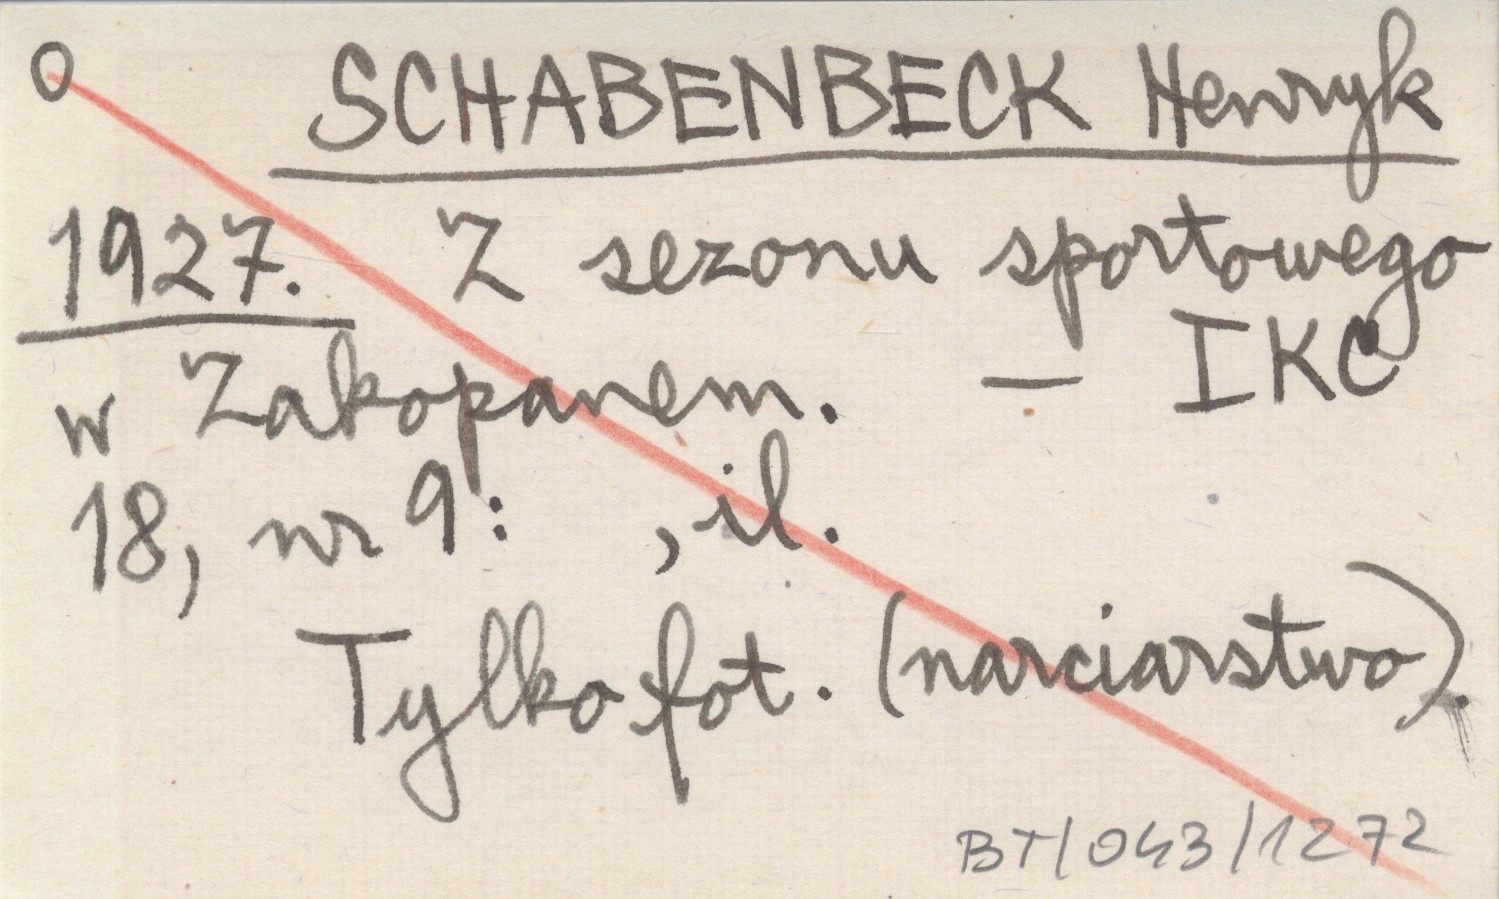 O SCHABENBECK Henryk
1927. Z sezonu sportowego
w Zakopanem. — IKC
18, nr 9: , il.
Tylko fot. (narciarstwo).
BT/043/1272